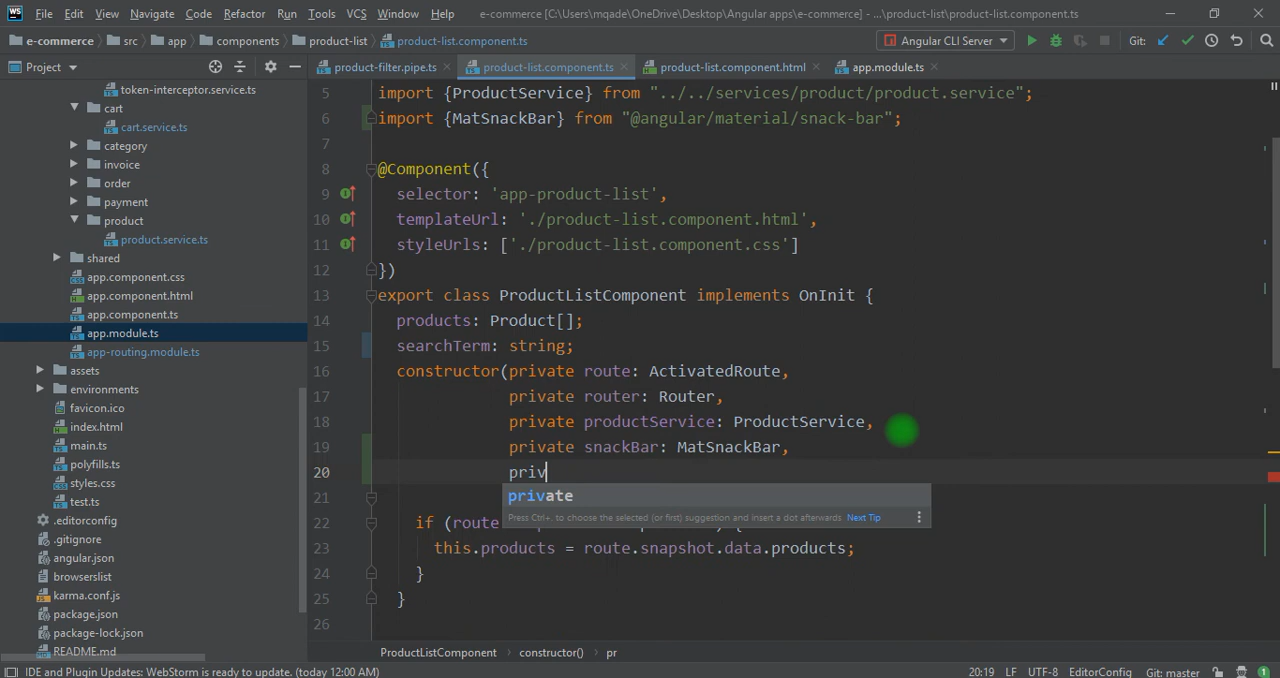 WS File Edit View Navigate Code Refactor Run Tools VCS Window Help e-commerce [C:\Users\mqade\OneDrive\Desktop\Angular apps\e-commerce] - ...\product-list\product-list.component.ts
e-commerce src app components product-list product-list.component.ts Angular CLI Server Git:
Project product-filter.pipe.ts product-list.component.ts product-list.component.html app.module.ts
token-interceptor.service.ts
cart
cart.service.ts
category
invoice
order
payment
product
product.service.ts
shared
app.component.css
app.component.html
app.component.ts
app.module.ts
app-routing.module.ts
assets
environments
favicon.ico
index.html
main.ts
polyfills.ts
styles.css
test.ts
.editorconfig
.gitignore
angular.json
browserslist
karma.conf.js
package.json
package-lock.json
README.md
5 import {ProductService} from "../../services/product/product.service";
6 import {MatSnackBar} from "@angular/material/snack-bar";
7
8 @Component({
9 selector: 'app-product-list',
10 templateUrl: './product-list.component.html',
11 styleUrls: ['./product-list.component.css']
12 })
13 export class ProductListComponent implements OnInit {
14 products: Product[];
15 searchTerm: string;
16 constructor(private route: ActivatedRoute,
17 private router: Router,
18 private productService: ProductService,
19 private snackBar: MatSnackBar,
20 priv
private
Press Ctrl+. to choose the selected (or first) suggestion and insert a dot afterwards. Next Tip
21
22 if (route
23 this.products = route.snapshot.data.products;
24 }
25 }
26
ProductListComponent constructor() pr
IDE and Plugin Updates: WebStorm is ready to update. (today 12:00 AM) 20:19 LF UTF-8 EditorConfig Git: master 1